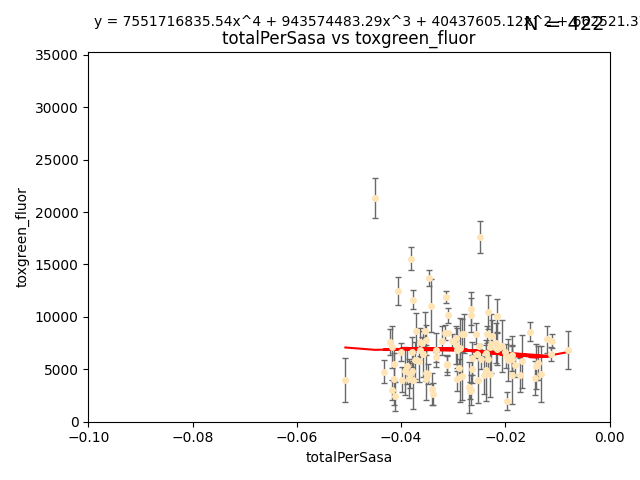 y = 7551716835.54x^4 + 943574483.29x^3 + 40437605.12x^2 +
N = 422
totalPerSasa vs toxgreen_fluor
35000
30000
25000
20000
15000
10000
5000
0
toxgreen_fluor
−0.10
−0.08
−0.06
−0.04
−0.02
0.00
totalPerSasa